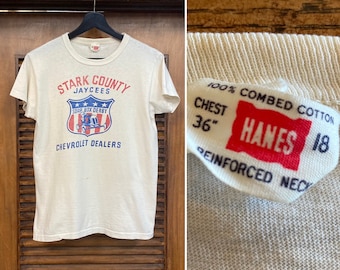 STARK COUNTY
JAYCEES
SOAP BOX DERBY
CHEVROLET DEALERS
100% COMBED COTTON
CHEST
36"
HANES
18
REINFORCED NECK